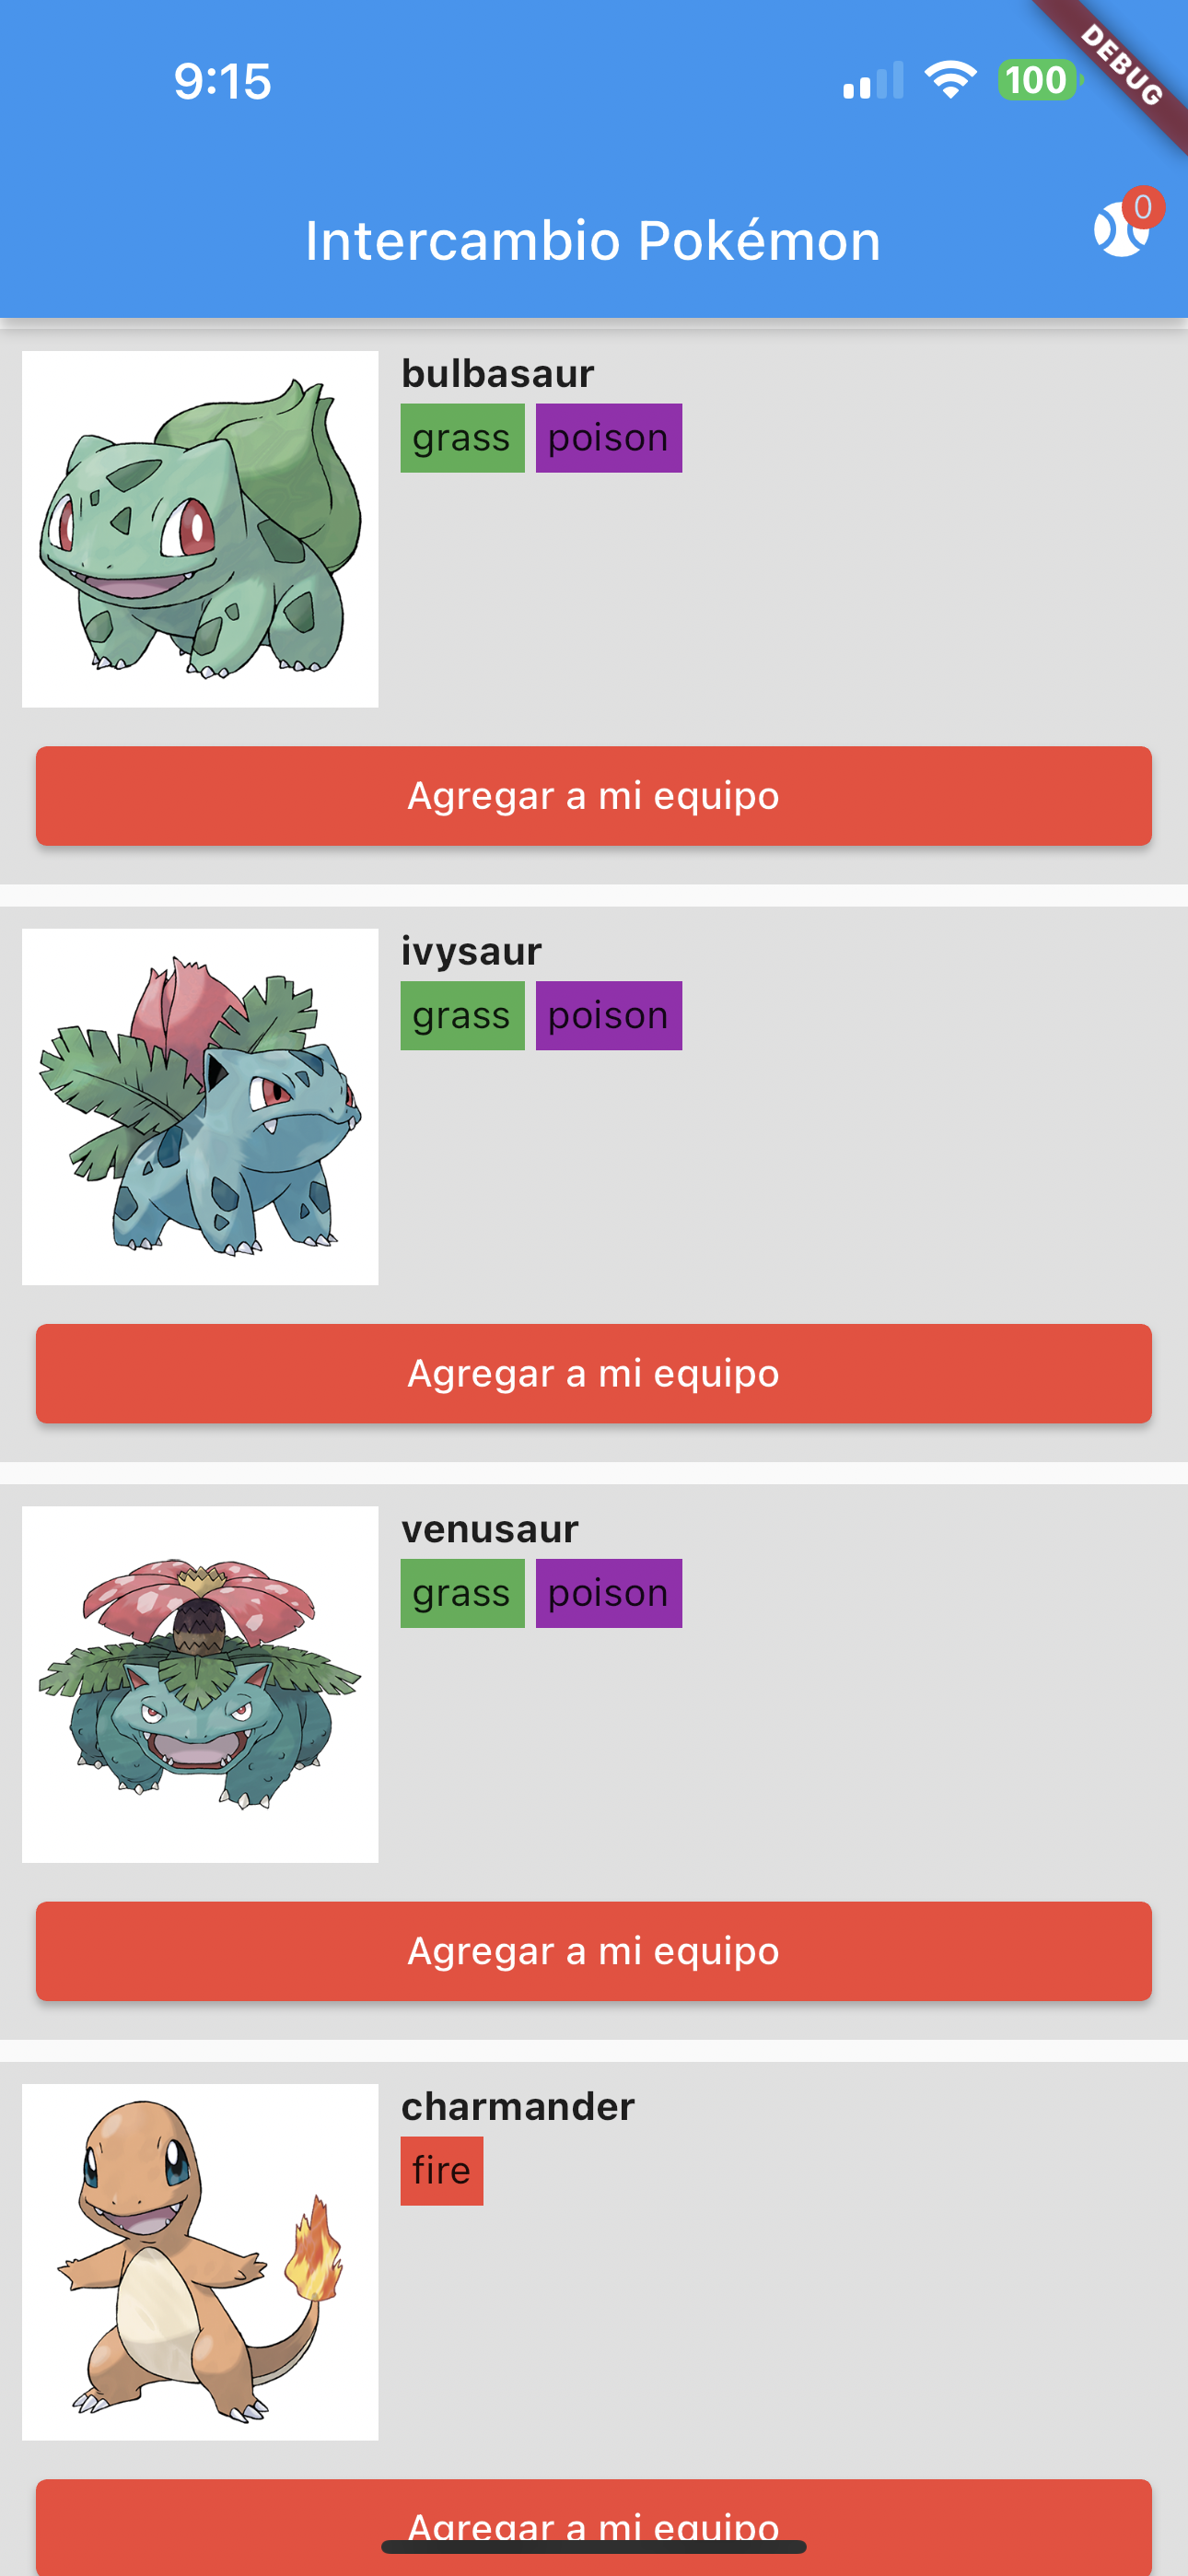 9:15
100
DEBUG
Intercambio Pokémon
0
bulbasaur
grass poison
Agregar a mi equipo
ivysaur
grass poison
Agregar a mi equipo
venusaur
grass poison
Agregar a mi equipo
charmander
fire
Agregar a mi equipo